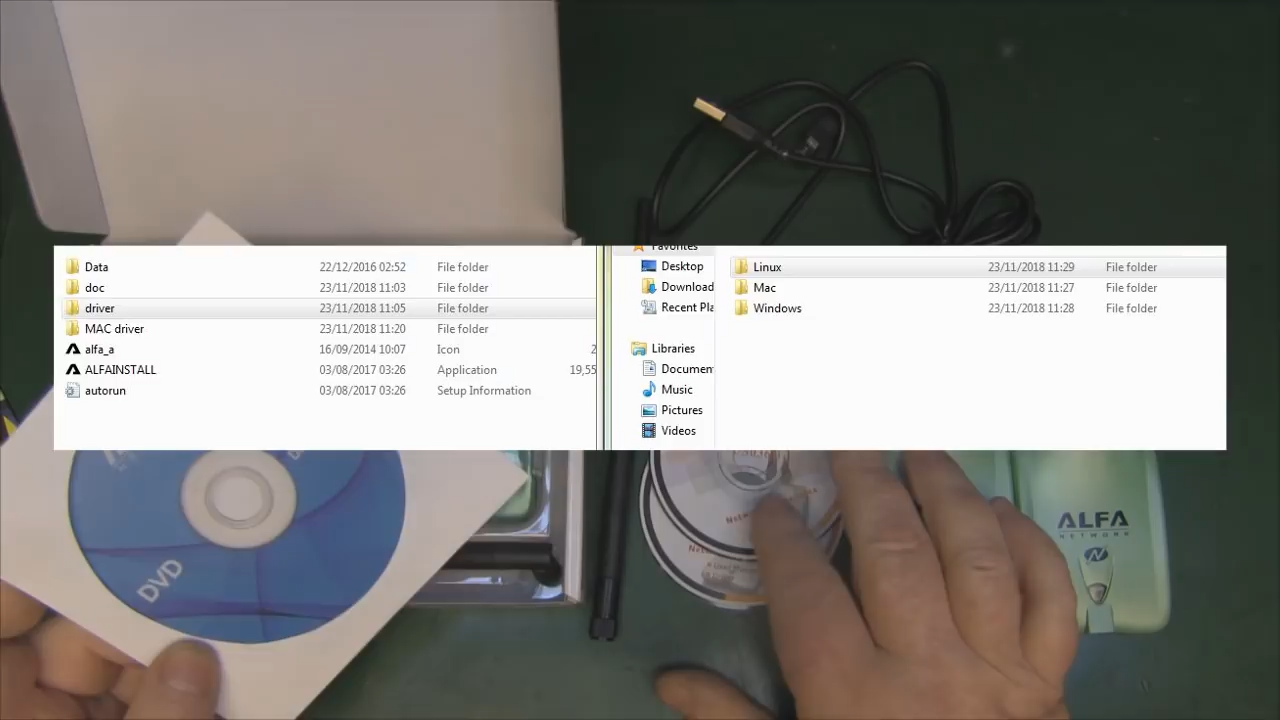 Data 22/12/2016 02:52 File folder
doc 23/11/2018 11:03 File folder
driver 23/11/2018 11:05 File folder
MAC driver 23/11/2018 11:20 File folder
alfa_a 16/09/2014 10:07 Icon 2
ALFAINSTALL 03/08/2017 03:26 Application 19,55
autorun 03/08/2017 03:26 Setup Information
Favorites
Desktop
Download
Recent Pla
Libraries
Documen
Music
Pictures
Videos
Linux 23/11/2018 11:29 File folder
Mac 23/11/2018 11:27 File folder
Windows 23/11/2018 11:28 File folder
DVD
ALFA
NETWORK